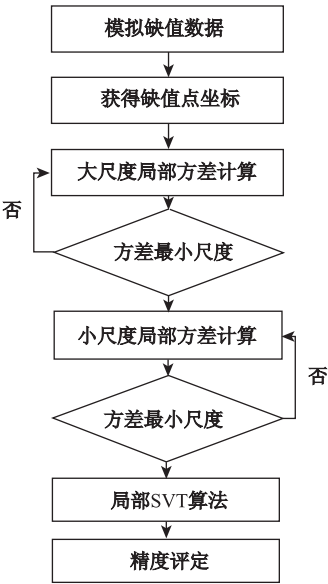 模拟缺值数据
获得缺值点坐标
大尺度局部方差计算
否
方差最小尺度
小尺度局部方差计算
否
方差最小尺度
局部SVT算法
精度评定